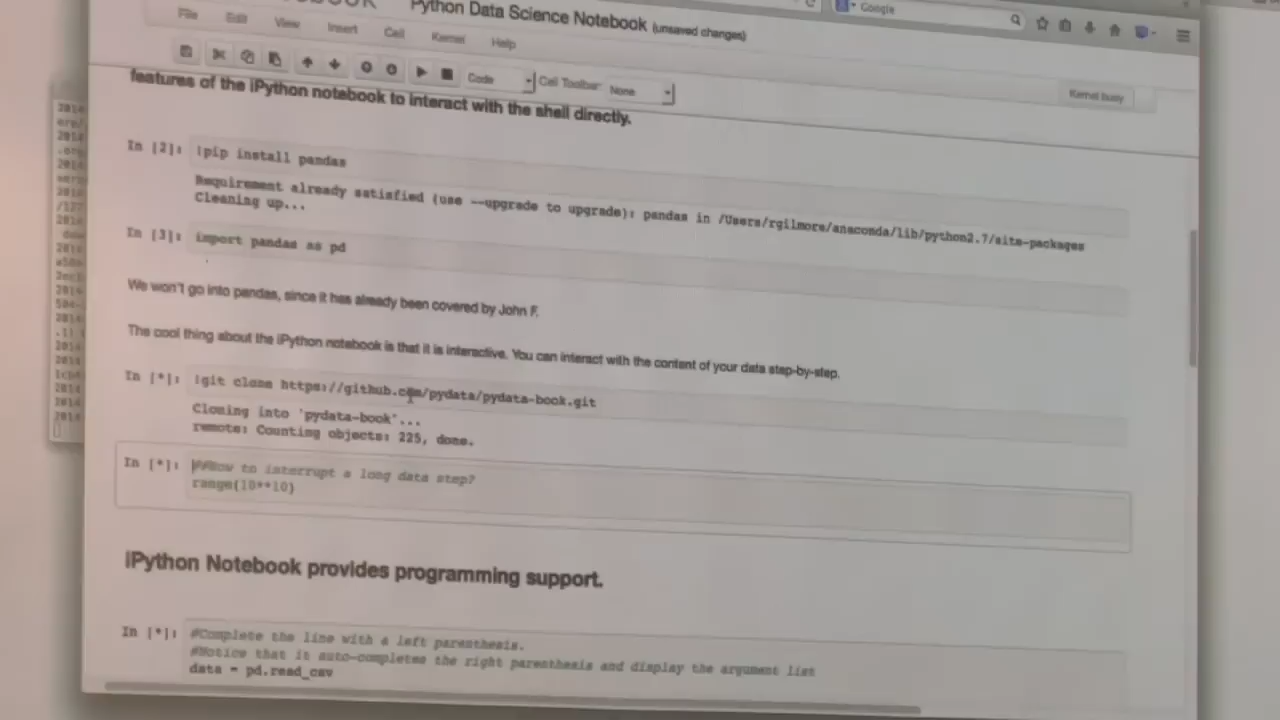 Python Data Science Notebook (unsaved changes)
Google
File Edit View Insert Cell Kernel Help
Code Cell Toolbar: None
Kernel busy
features of the iPython notebook to interact with the shell directly.
In [2]: !pip install pandas
Requirement already satisfied (use --upgrade to upgrade): pandas in /Users/rgilmore/anaconda/lib/python2.7/site-packages
Cleaning up...
In [3]: import pandas as pd
We won't go into pandas, since it has already been covered by John F.
The cool thing about the iPython notebook is that it is interactive. You can interact with the content of your data step-by-step.
In [*]: !git clone https://github.com/pydata/pydata-book.git
Cloning into 'pydata-book'...
remote: Counting objects: 225, done.
In [*]: ##How to interrupt a long data step?
range(10**10)
iPython Notebook provides programming support.
In [*]: #Complete the line with a left parenthesis.
#Notice that it auto-completes the right parenthesis and display the argument list
data = pd.read_csv